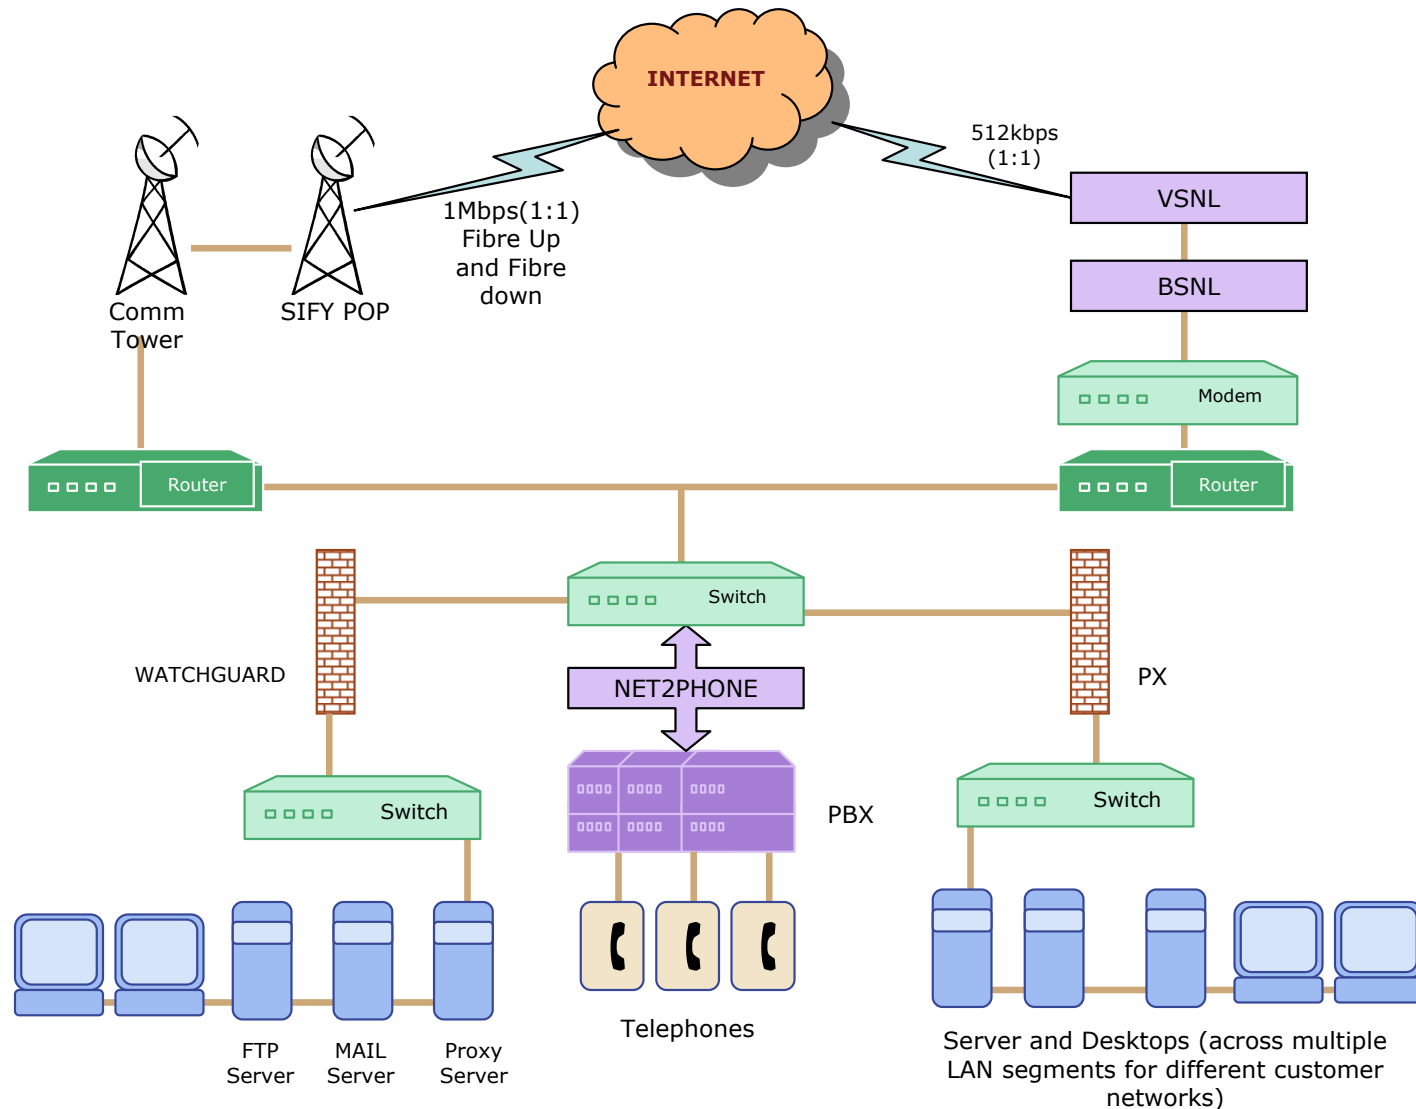 INTERNET
512kbps
(1:1)
VSNL
1Mbps(1:1)
Fibre Up
and Fibre
down
BSNL
Comm
Tower
SIFY POP
Modem
Router
Router
Switch
WATCHGUARD
NET2PHONE
PX
Switch
PBX
Switch
Telephones
FTP
Server
MAIL
Server
Proxy
Server
Server and Desktops (across multiple
LAN segments for different customer
networks)